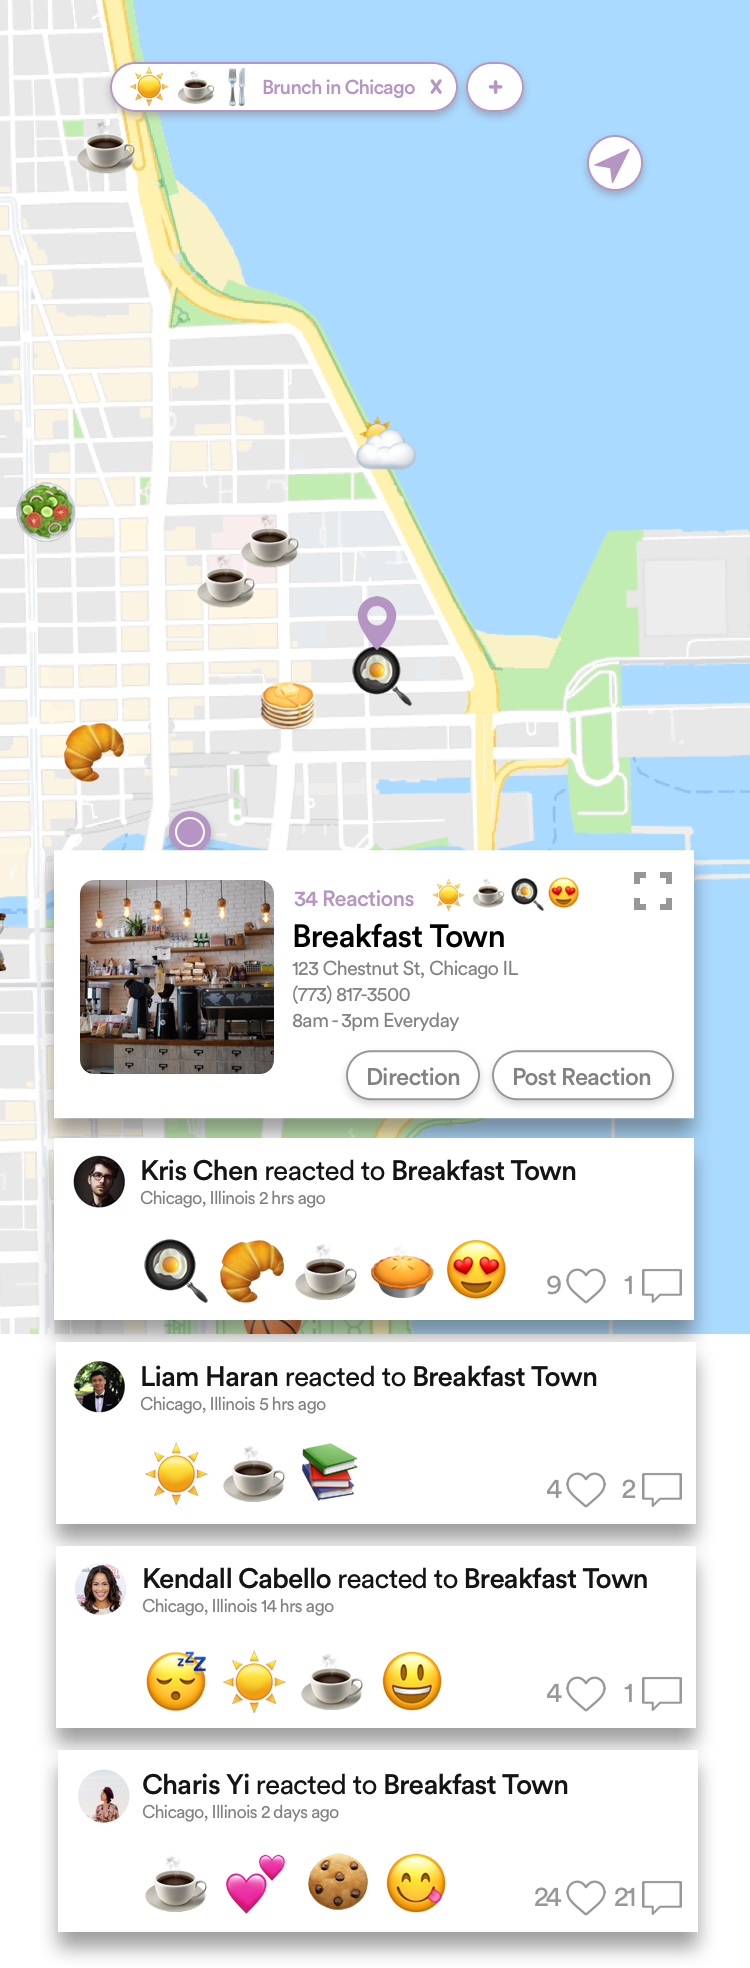 Brunch in Chicago X +
34 Reactions
Breakfast Town
123 Chestnut St, Chicago IL
(773) 817-3500
8am - 3pm Everyday
Direction Post Reaction
Kris Chen reacted to Breakfast Town
Chicago, Illinois 2 hrs ago
9 1
Liam Haran reacted to Breakfast Town
Chicago, Illinois 5 hrs ago
4 2
Kendall Cabello reacted to Breakfast Town
Chicago, Illinois 14 hrs ago
4 1
Charis Yi reacted to Breakfast Town
Chicago, Illinois 2 days ago
24 21